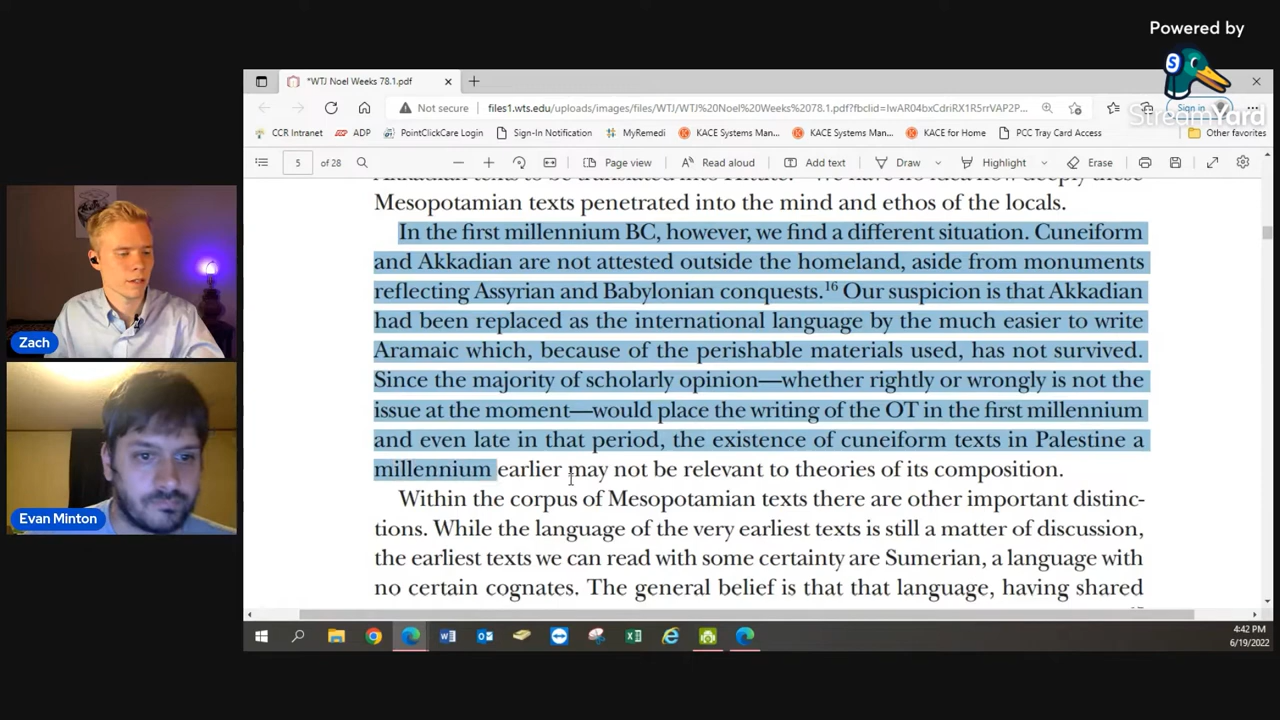 Powered by
S
StreamYard
*WTJ Noel Weeks 78.1.pdf
Not secure
files1.wts.edu/uploads/images/files/WTJ/WTJ%20Noel%20Weeks%2078.1.pdf?fbclid=IwAR04bxCdriRX1R5rrVAP2P...
Sign in
CCR Intranet
ADP
PointClickCare Login
Sign-In Notification
MyRemedi
KACE Systems Man...
KACE Systems Man...
KACE for Home
PCC Tray Card Access
Other favorites
5 of 28
Page view
Read aloud
Add text
Draw
Highlight
Erase
Mesopotamian texts penetrated into the mind and ethos of the locals.
In the first millennium BC, however, we find a different situation. Cuneiform
and Akkadian are not attested outside the homeland, aside from monuments
reflecting Assyrian and Babylonian conquests.16 Our suspicion is that Akkadian
had been replaced as the international language by the much easier to write
Aramaic which, because of the perishable materials used, has not survived.
Since the majority of scholarly opinion—whether rightly or wrongly is not the
issue at the moment—would place the writing of the OT in the first millennium
and even late in that period, the existence of cuneiform texts in Palestine a
millennium earlier may not be relevant to theories of its composition.
Within the corpus of Mesopotamian texts there are other important distinc-
tions. While the language of the very earliest texts is still a matter of discussion,
the earliest texts we can read with some certainty are Sumerian, a language with
no certain cognates. The general belief is that that language, having shared
Zach
Evan Minton
4:42 PM
6/19/2022